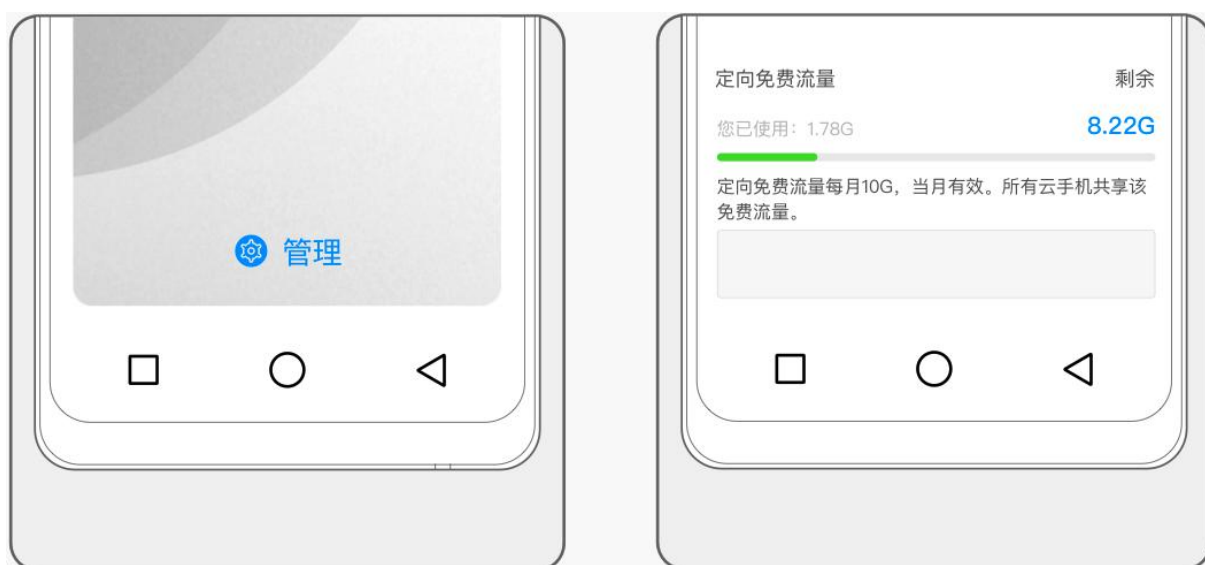 管理
定向免费流量
剩余
您已使用：1.78G
8.22G
定向免费流量每月10G，当月有效。所有云手机共享该
免费流量。